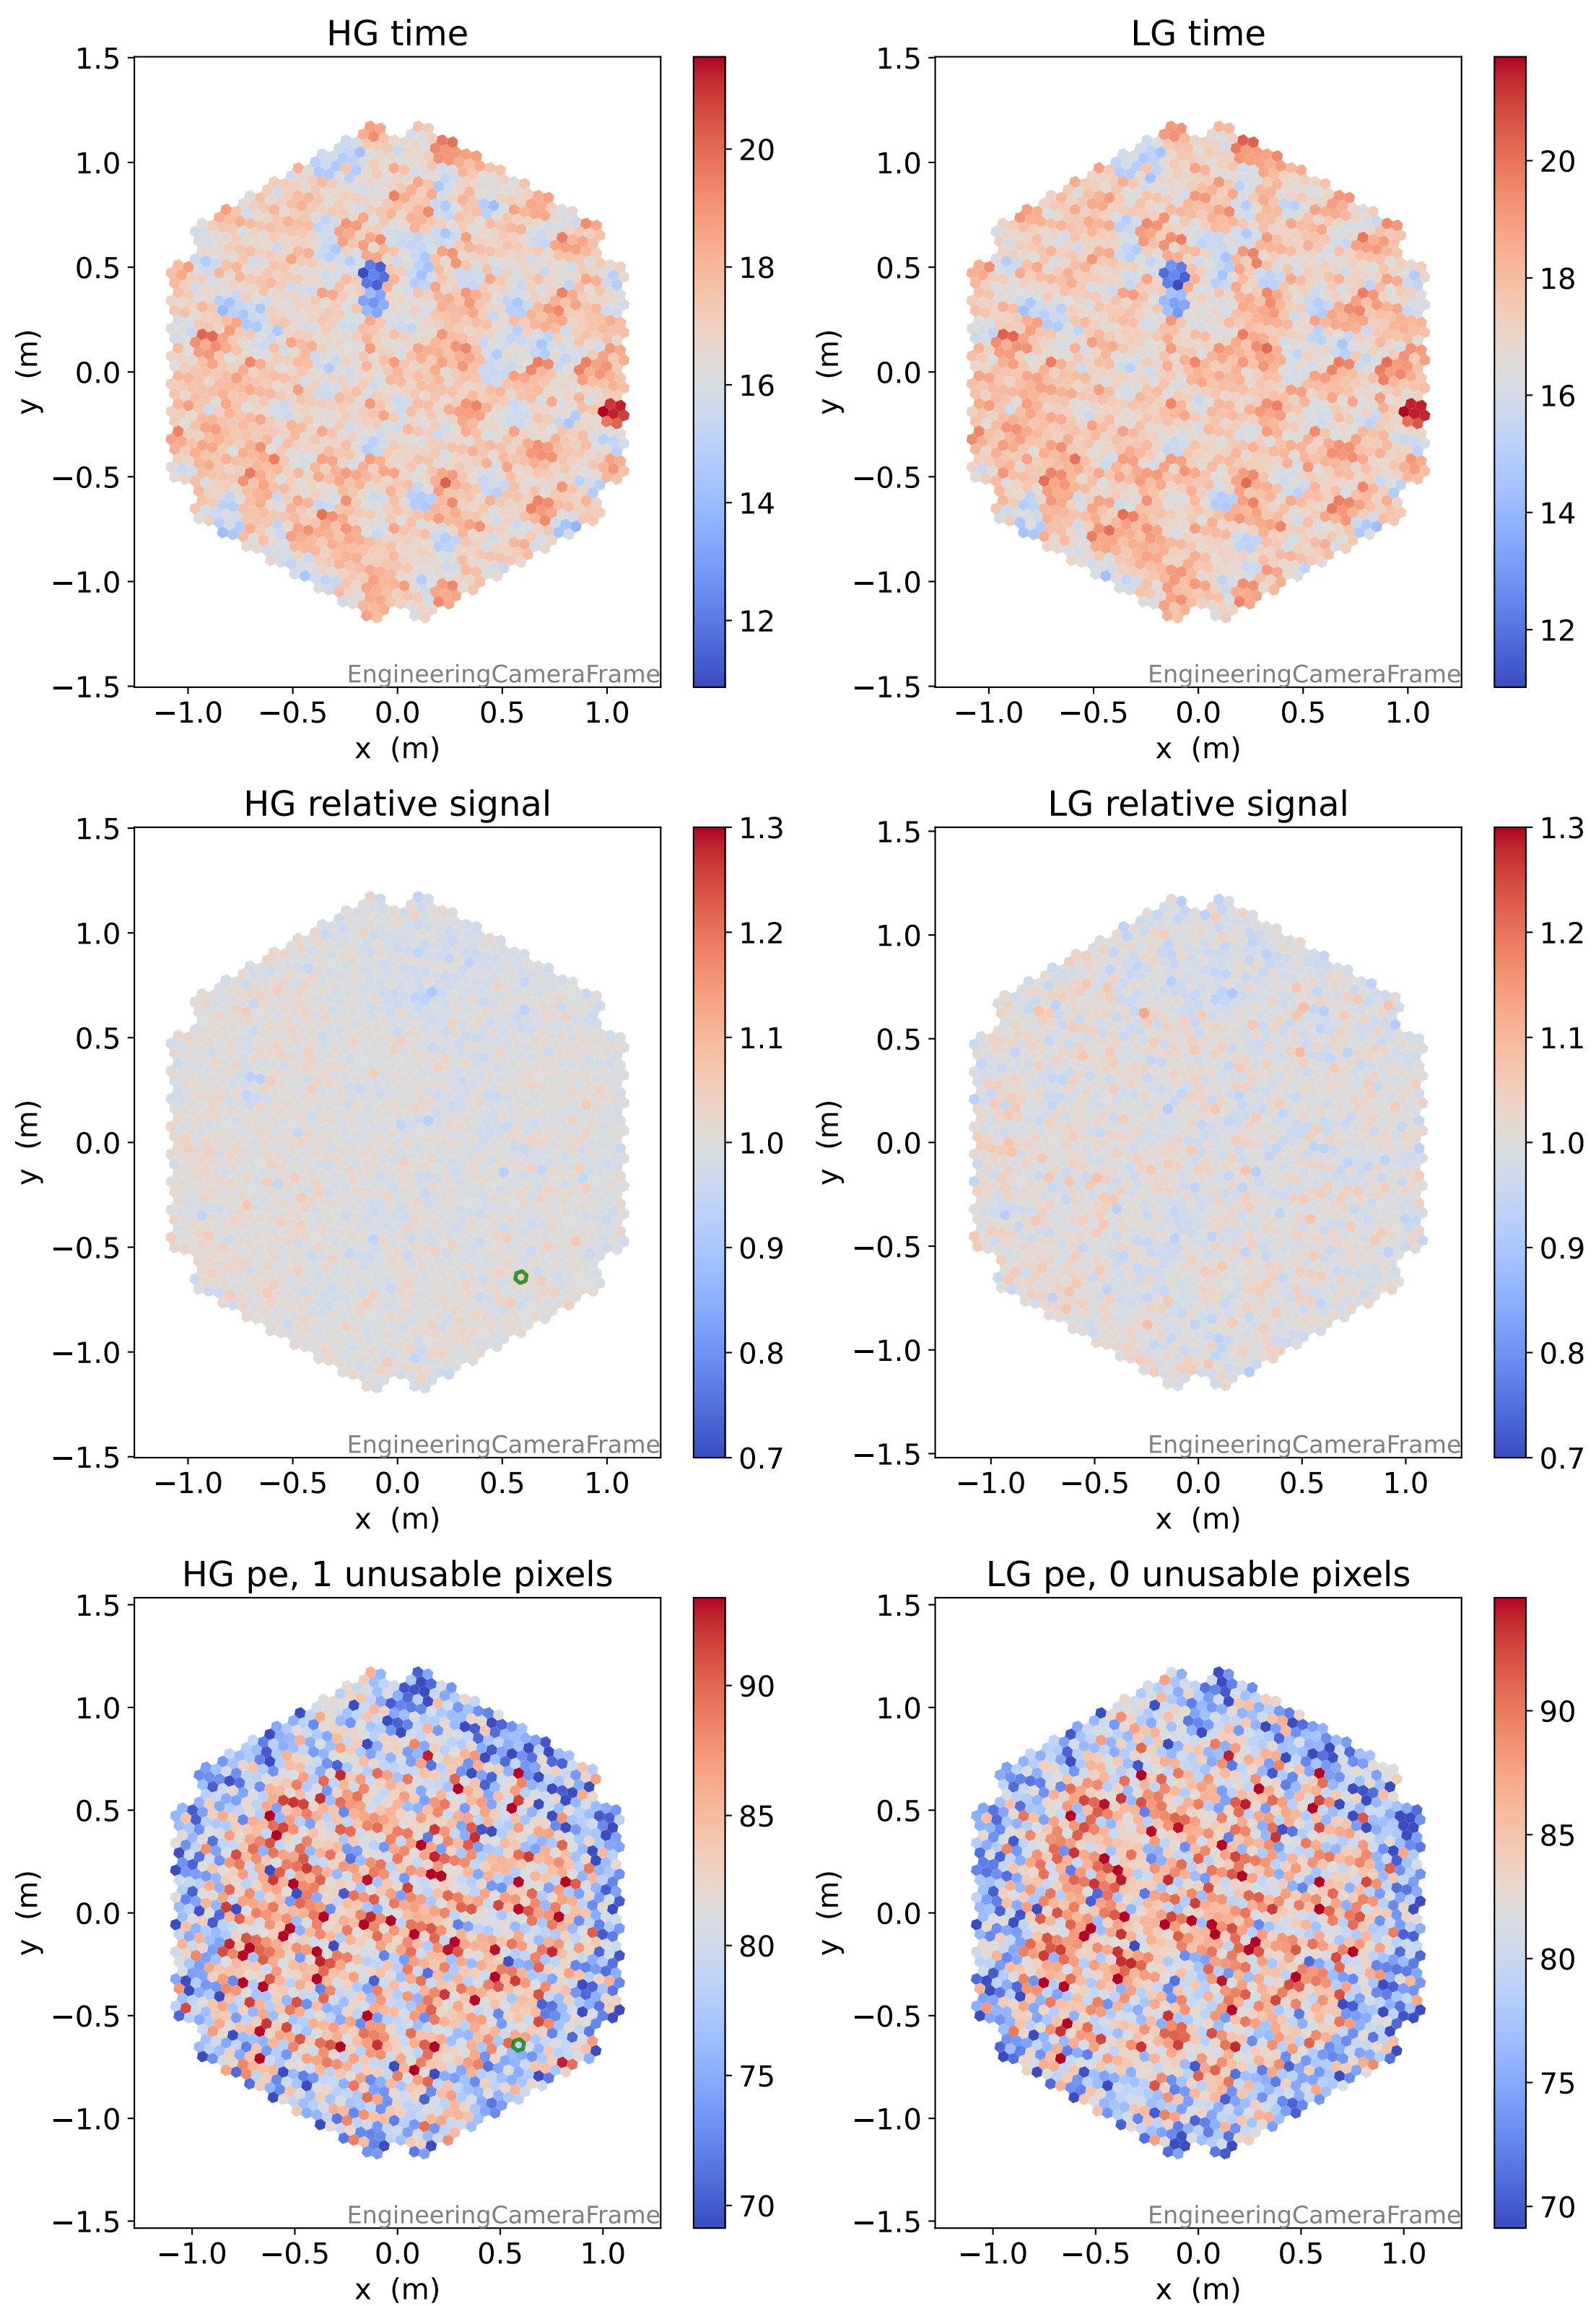 HG time
LG time
1.5
1.0
0.5
0.0
−0.5
−1.0
−1.5
y (m)
EngineeringCameraFrame
−1.0 −0.5 0.0 0.5 1.0
x (m)
20
18
16
14
12
1.5
1.0
0.5
0.0
−0.5
−1.0
−1.5
y (m)
EngineeringCameraFrame
−1.0 −0.5 0.0 0.5 1.0
x (m)
20
18
16
14
12
HG relative signal
LG relative signal
1.5
1.0
0.5
0.0
−0.5
−1.0
−1.5
y (m)
EngineeringCameraFrame
−1.0 −0.5 0.0 0.5 1.0
x (m)
1.3
1.2
1.1
1.0
0.9
0.8
0.7
1.5
1.0
0.5
0.0
−0.5
−1.0
−1.5
y (m)
EngineeringCameraFrame
−1.0 −0.5 0.0 0.5 1.0
x (m)
1.3
1.2
1.1
1.0
0.9
0.8
0.7
HG pe, 1 unusable pixels
LG pe, 0 unusable pixels
1.5
1.0
0.5
0.0
−0.5
−1.0
−1.5
y (m)
EngineeringCameraFrame
−1.0 −0.5 0.0 0.5 1.0
x (m)
90
85
80
75
70
1.5
1.0
0.5
0.0
−0.5
−1.0
−1.5
y (m)
EngineeringCameraFrame
−1.0 −0.5 0.0 0.5 1.0
x (m)
90
85
80
75
70